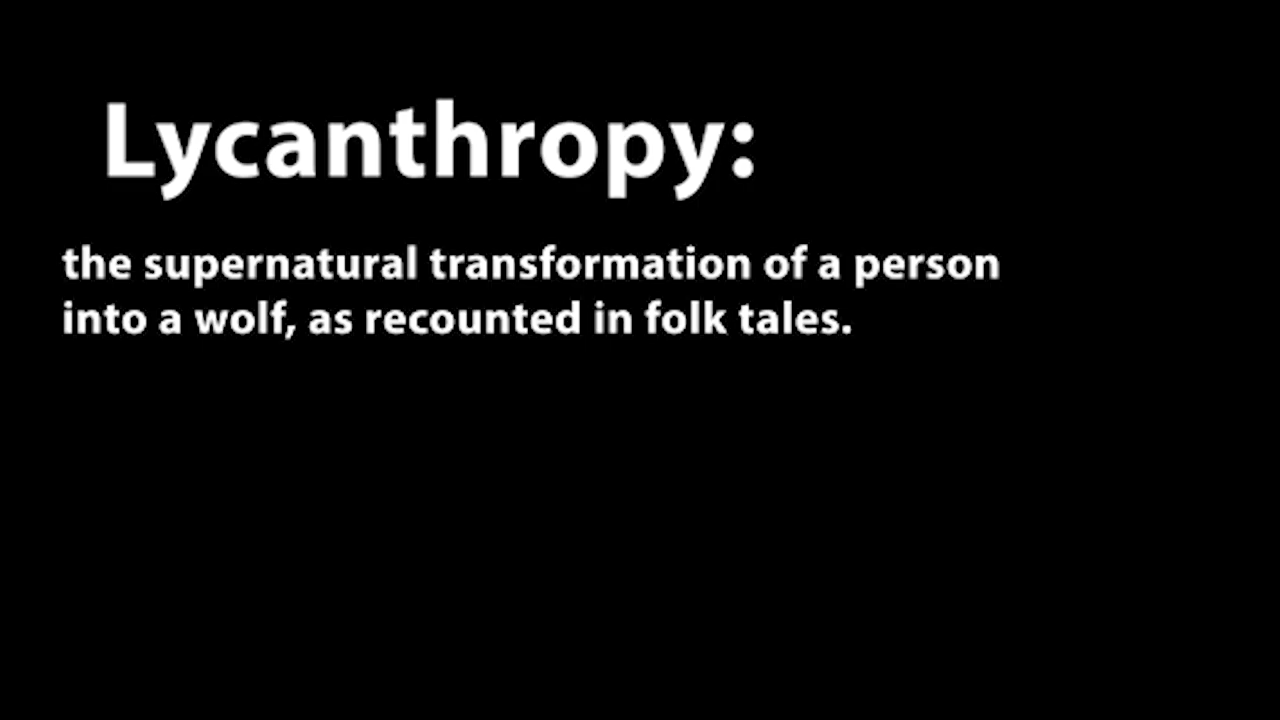 Lycanthropy:
the supernatural transformation of a person
into a wolf, as recounted in folk tales.